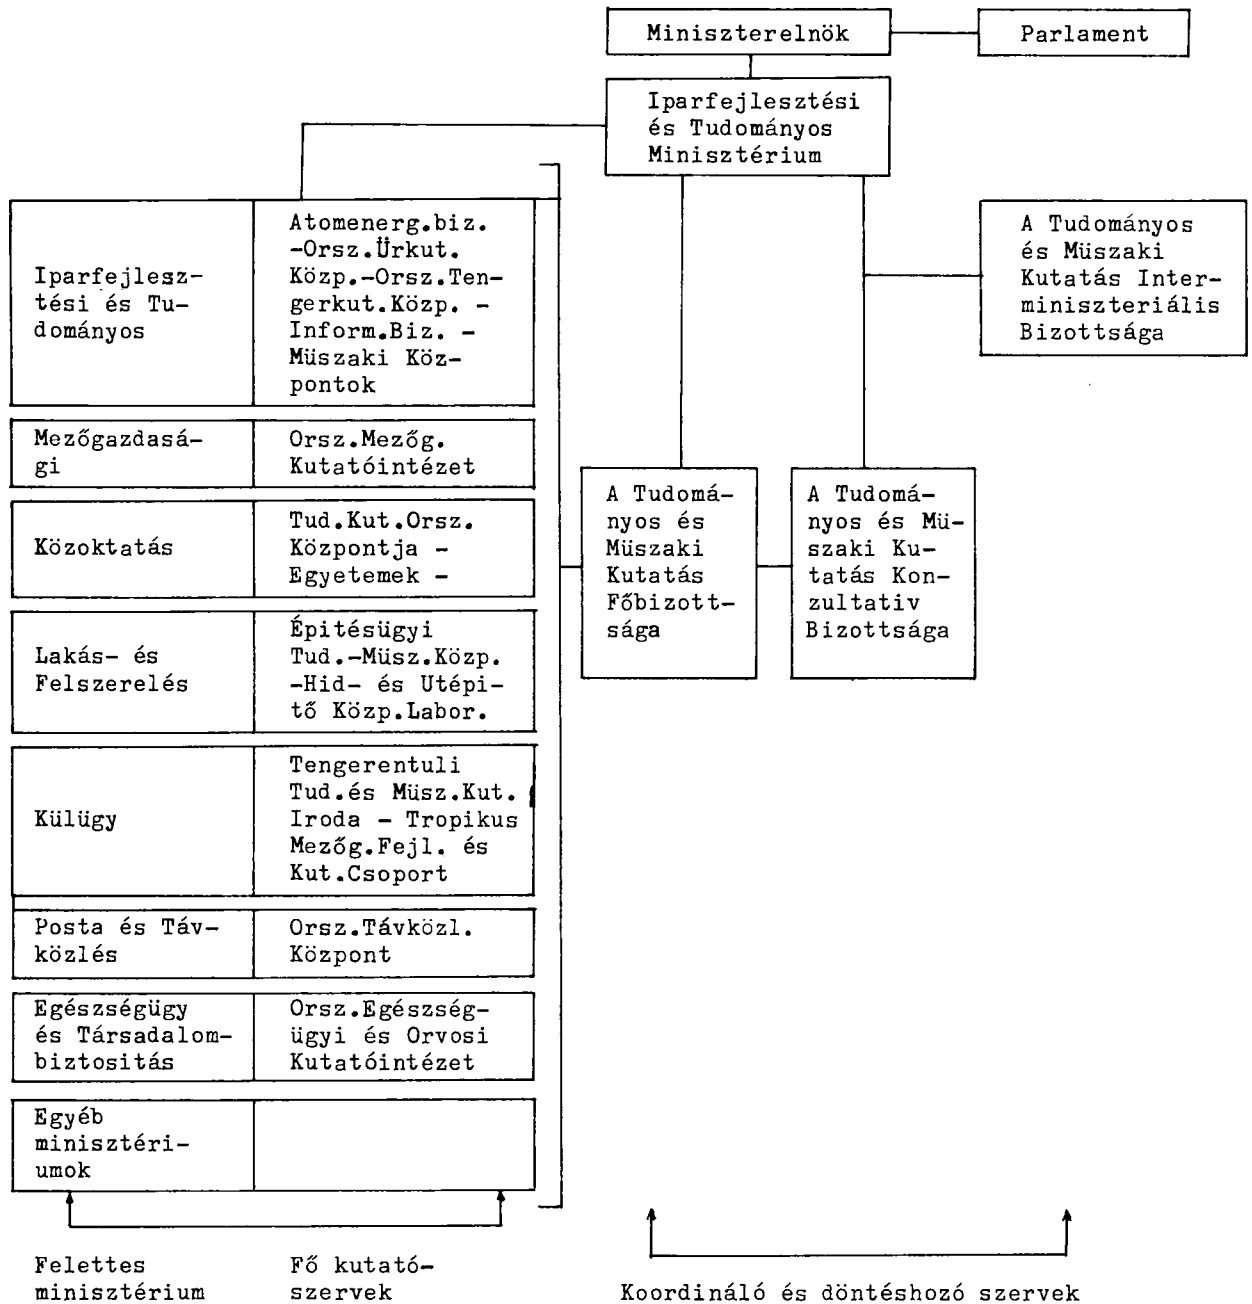 Miniszterelnök
Parlament
Iparfejlesztési
és Tudományos
Minisztérium
Iparfejlesz-
tési és Tu-
dományos
Atomenerg.biz.
-Orsz.Ürkut.
Közp.-Orsz.Ten-
gerkut.Közp. -
Inform.Biz. -
Müszaki Köz-
pontok
A Tudományos
és Müszaki
Kutatás Inter-
miniszteriális
Bizottsága
Mezőgazdasá-
gi
Orsz.Mezőg.
Kutatóintézet
Közoktatás
Tud.Kut.Orsz.
Központja -
Egyetemek -
A Tudomá-
nyos és
Müszaki
Kutatás
Főbizott-
sága
A Tudomá-
nyos és Mü-
szaki Ku-
tatás Kon-
zultativ
Bizottsága
Lakás- és
Felszerelés
Épitésügyi
Tud.-Müsz.Közp.
-Hid- és Utépi-
tő Közp.Labor.
Külügy
Tengerentuli
Tud.és Müsz.Kut.
Iroda - Tropikus
Mezőg.Fejl. és
Kut.Csoport
Posta és Táv-
közlés
Orsz.Távközl.
Központ
Egészségügy
és Társadalom-
biztositás
Orsz.Egészség-
ügyi és Orvosi
Kutatóintézet
Egyéb
minisztéri-
umok
Felettes
minisztérium
Fő kutató-
szervek
Koordináló és döntéshozó szervek